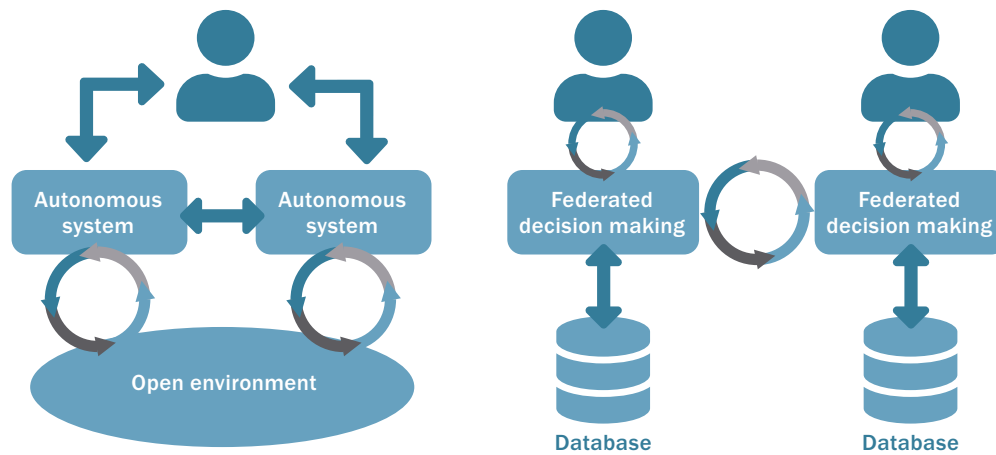 Autonomous
system
Autonomous
system
Open environment
Federated
decision making
Federated
decision making
Database
Database